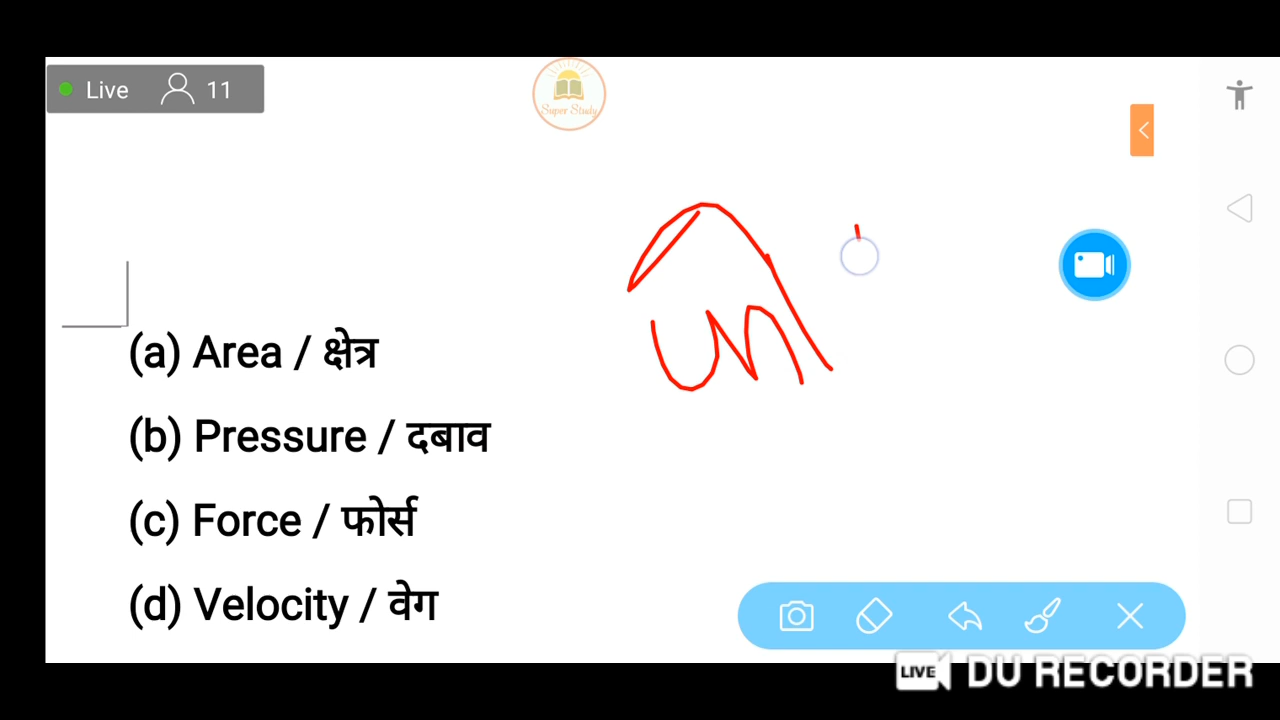 Live 11
Super Study
(a) Area / क्षेत्र
(b) Pressure / दबाव
(c) Force / फोर्स
(d) Velocity / वेग
LIVE DU RECORDER